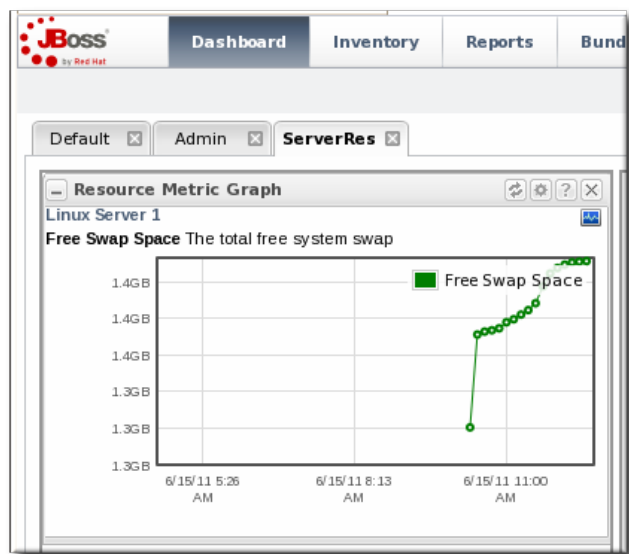 JBoss
by Red Hat
Dashboard
Inventory
Reports
Bund
Default
Admin
ServerRes
Resource Metric Graph
Linux Server 1
Free Swap Space The total free system swap
Free Swap Space
1.4GB
1.4GB
1.4GB
1.3GB
1.3GB
1.3GB
6/15/11 5:26
AM
6/15/11 8:13
AM
6/15/11 11:00
AM